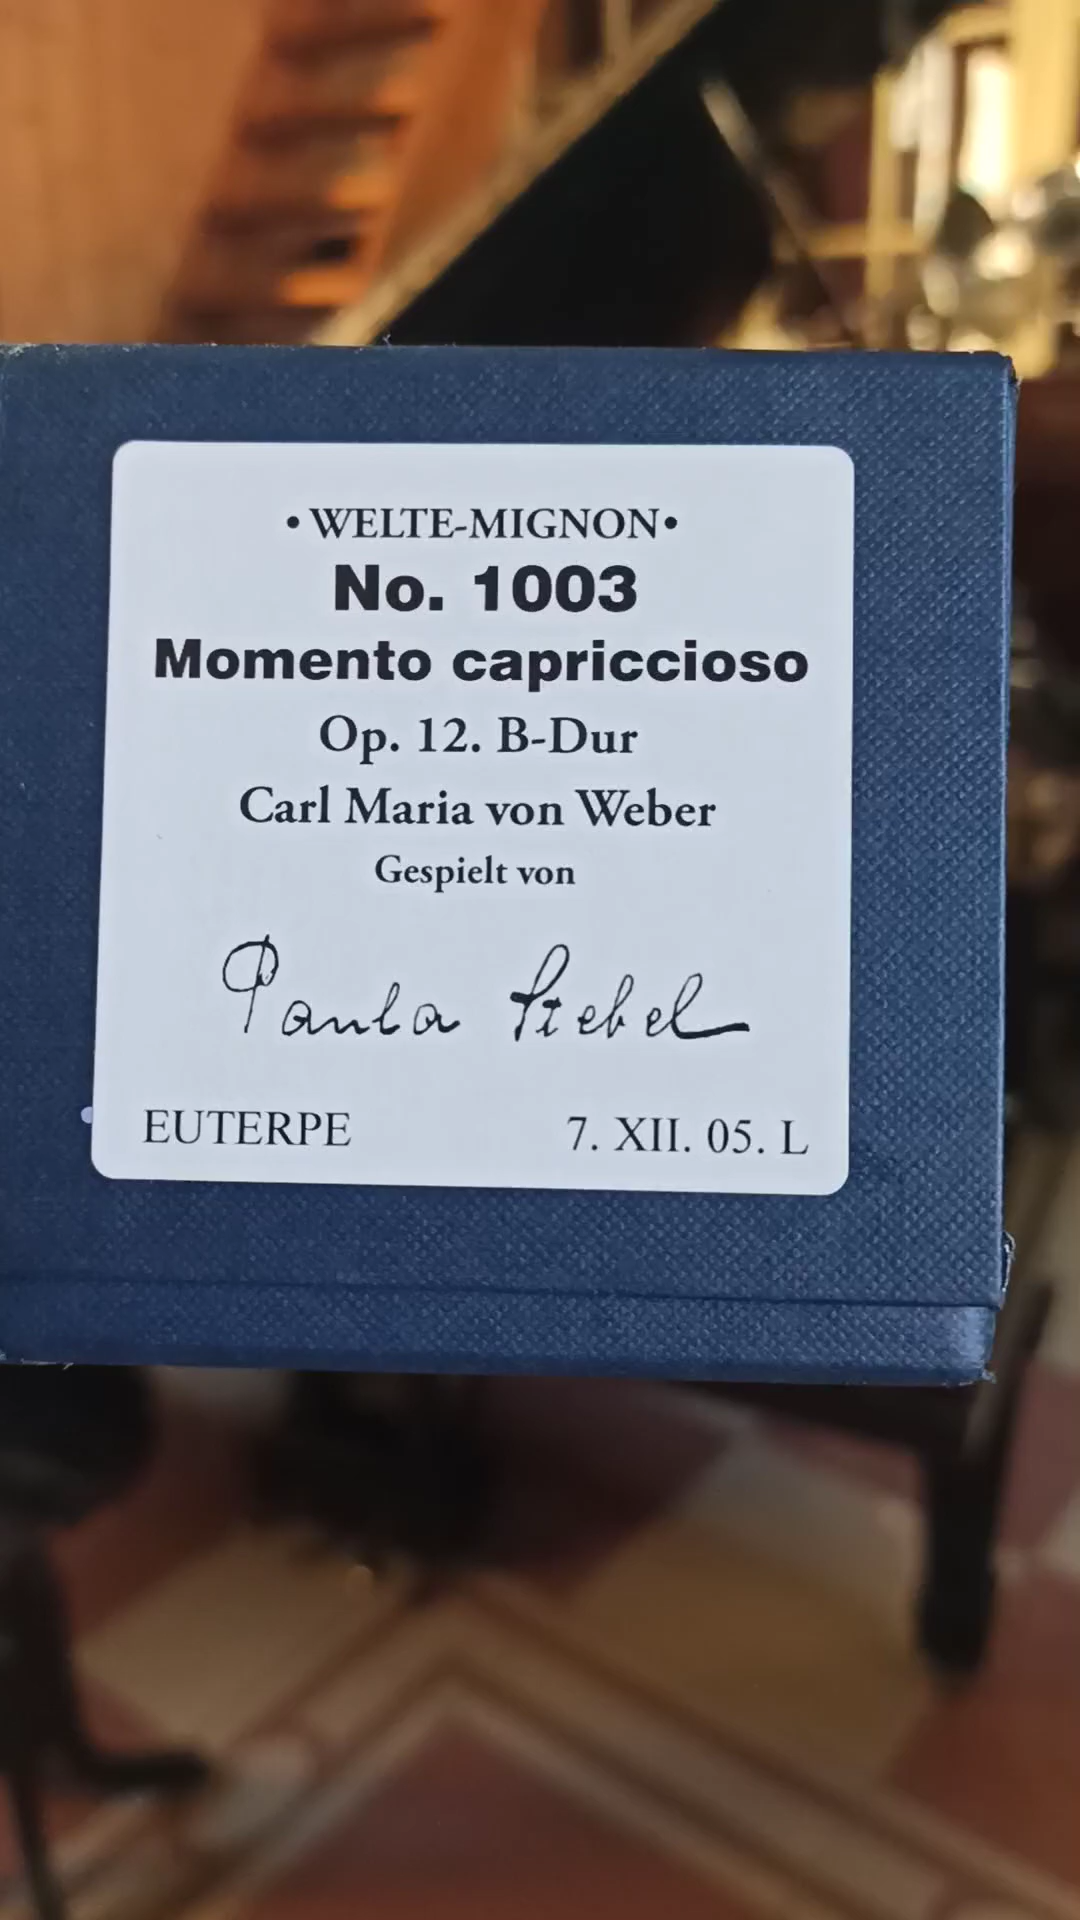 • WELTE-MIGNON •
No. 1003
Momento capriccioso
Op. 12. B-Dur
Carl Maria von Weber
Gespielt von
Paula Stebel
EUTERPE 7. XII. 05. L